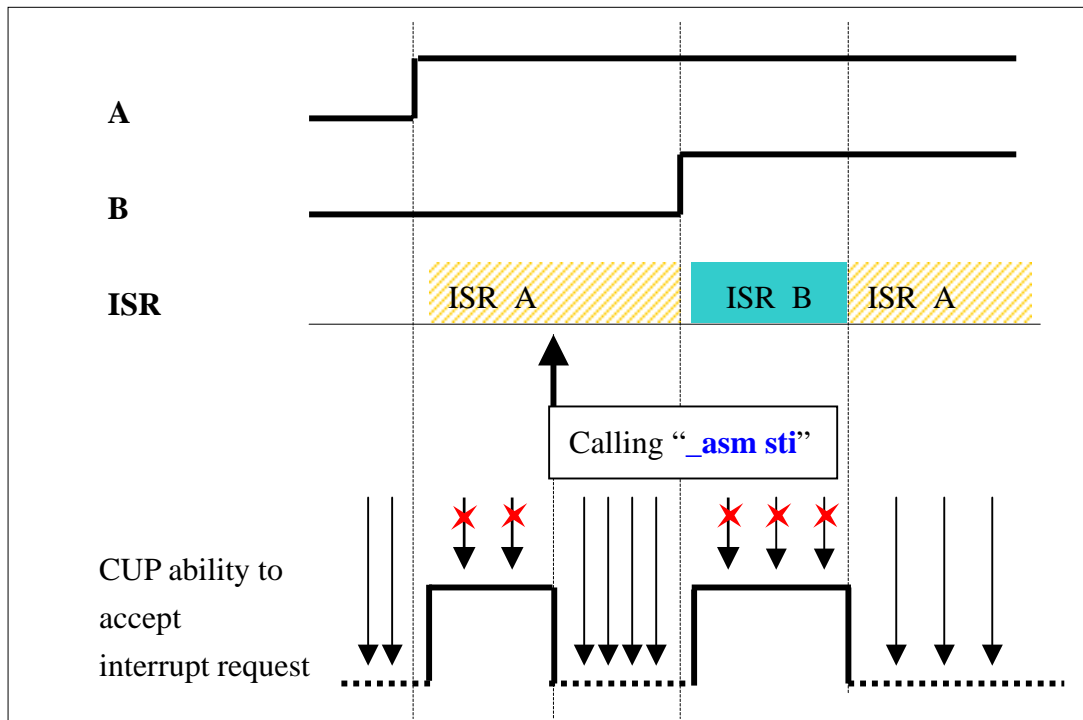 A
B
ISR
ISR A
ISR B
ISR A
Calling “_asm sti”
CUP ability to
accept
interrupt request